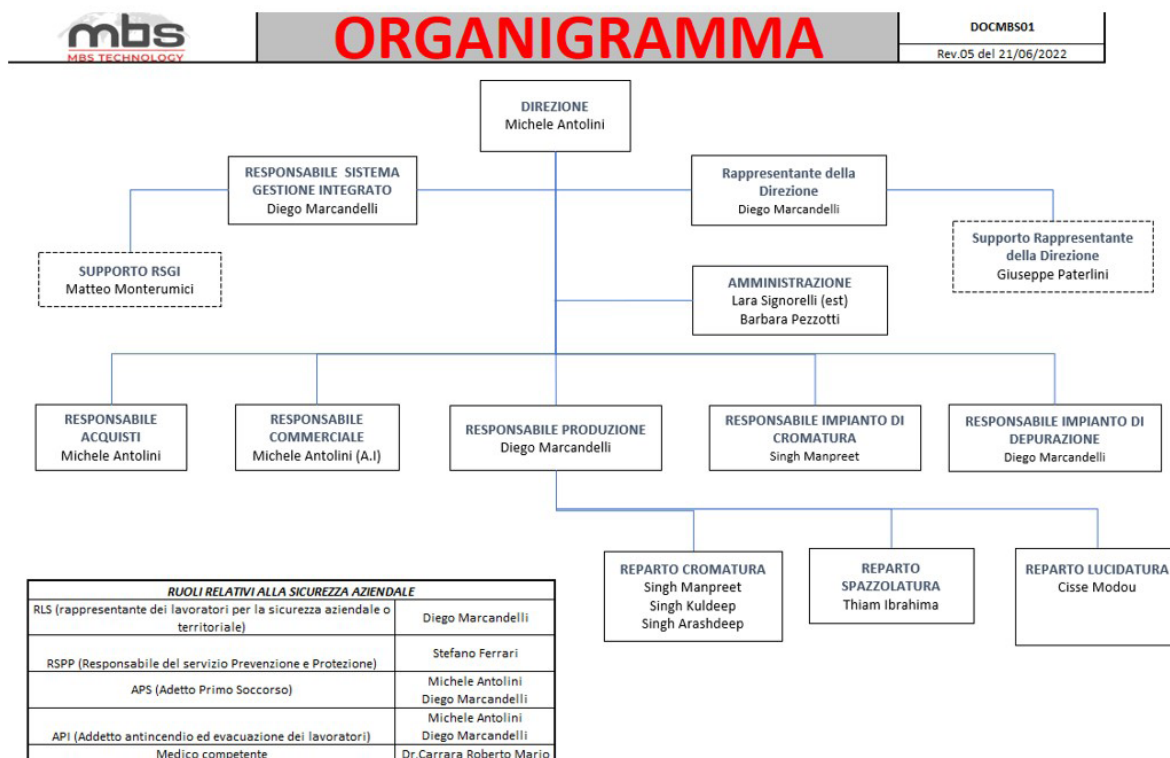 mbs
MBS TECHNOLOGY
ORGANIGRAMMA
DOCMBS01
Rev.05 del 21/06/2022
DIREZIONE
Michele Antolini
RESPONSABILE SISTEMA
GESTIONE INTEGRATO
Diego Marcandelli
Rappresentante della
Direzione
Diego Marcandelli
SUPPORTO RSGI
Matteo Monterumici
Supporto Rappresentante
della Direzione
Giuseppe Paterlini
AMMINISTRAZIONE
Lara Signorelli (est)
Barbara Pezzotti
RESPONSABILE
ACQUISTI
Michele Antolini
RESPONSABILE
COMMERCIALE
Michele Antolini (A.I)
RESPONSABILE PRODUZIONE
Diego Marcandelli
RESPONSABILE IMPIANTO DI
CROMATURA
Singh Manpreet
RESPONSABILE IMPIANTO DI
DEPURAZIONE
Diego Marcandelli
REPARTO CROMATURA
Singh Manpreet
Singh Kuldeep
Singh Arashdeep
REPARTO
SPAZZOLATURA
Thiam Ibrahima
REPARTO LUCIDATURA
Cisse Modou
RUOLI RELATIVI ALLA SICUREZZA AZIENDALE
RLS (rappresentante dei lavoratori per la sicurezza aziendale o
territoriale)
Diego Marcandelli
RSPP (Responsabile del servizio Prevenzione e Protezione)
Stefano Ferrari
APS (Adetto Primo Soccorso)
Michele Antolini
Diego Marcandelli
API (Addetto antincendio ed evacuazione dei lavoratori)
Michele Antolini
Diego Marcandelli
Medico competente
Dr.Carrara Roberto Mario